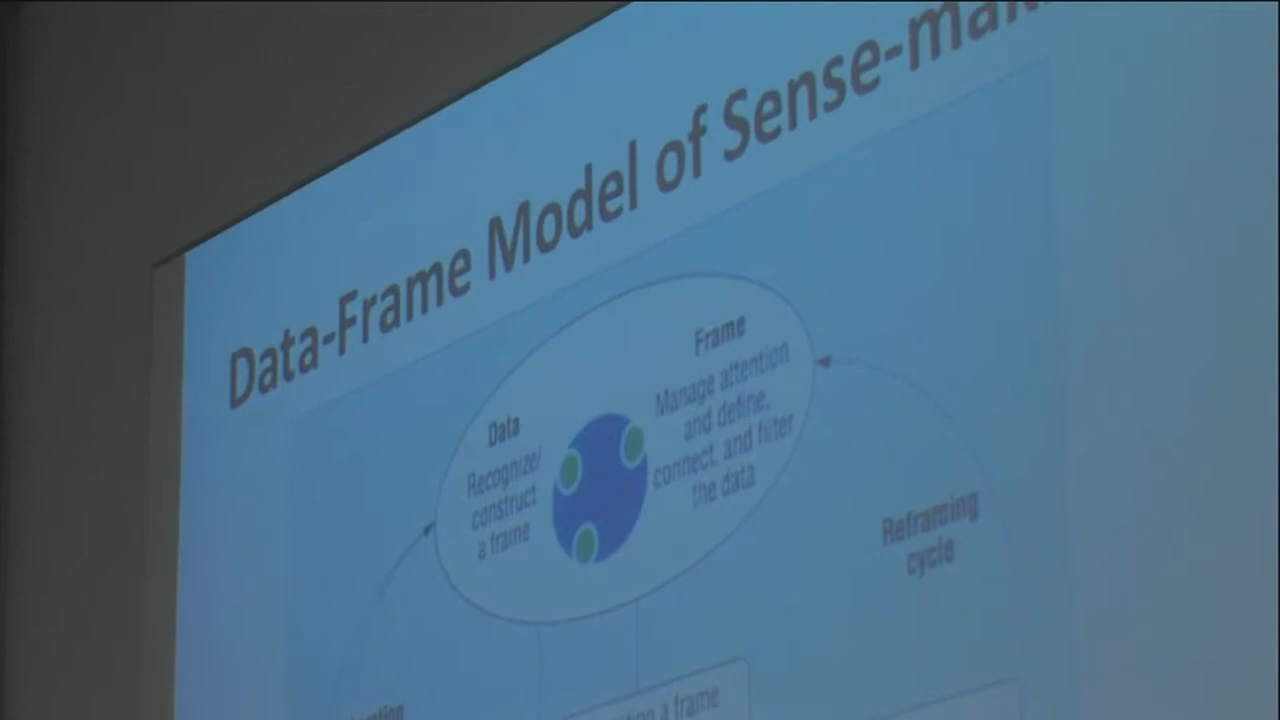 Data-Frame Model of
Frame
Manage attention
and define,
connect, and filter
the data
Data
Recognize/
construct
a frame
Reframing
cycle
a frame